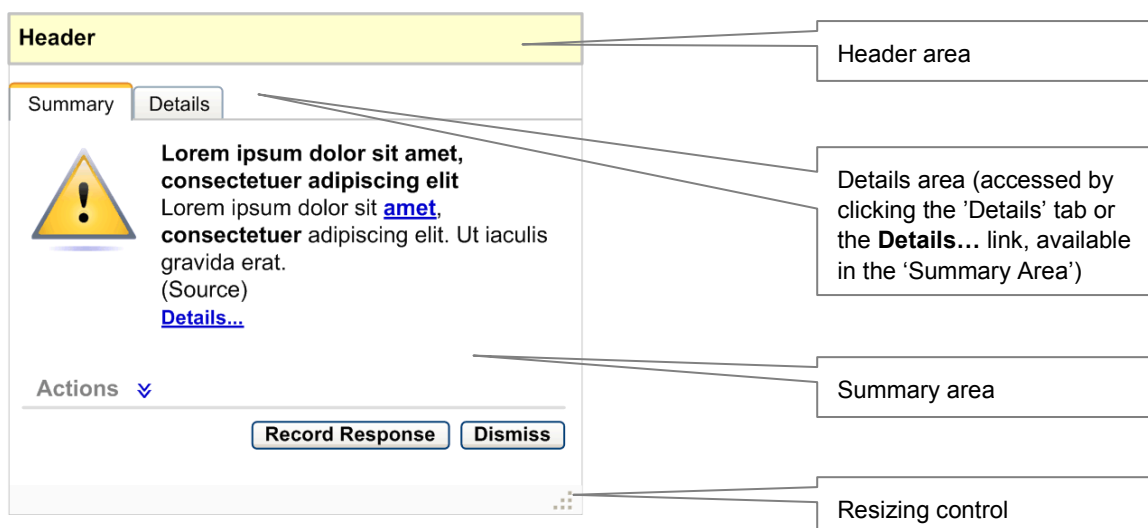 Header
Header area
Summary
Details
Lorem ipsum dolor sit amet,
consectetuer adipiscing elit
Lorem ipsum dolor sit amet,
consectetuer adipiscing elit. Ut iaculis
gravida erat.
(Source)
Details...
Details area (accessed by
clicking the ’Details’ tab or
the Details… link, available
in the ‘Summary Area’)
Actions
Summary area
Record Response
Dismiss
Resizing control